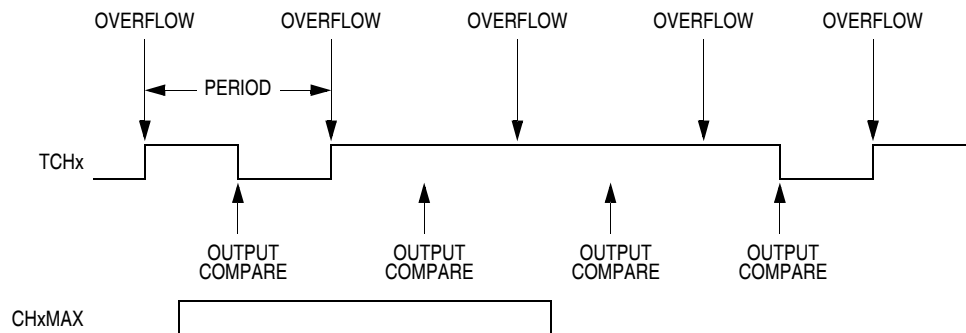 OVERFLOW OVERFLOW OVERFLOW OVERFLOW OVERFLOW
PERIOD
TCHx
OUTPUT COMPARE
OUTPUT COMPARE
OUTPUT COMPARE
OUTPUT COMPARE
CHxMAX